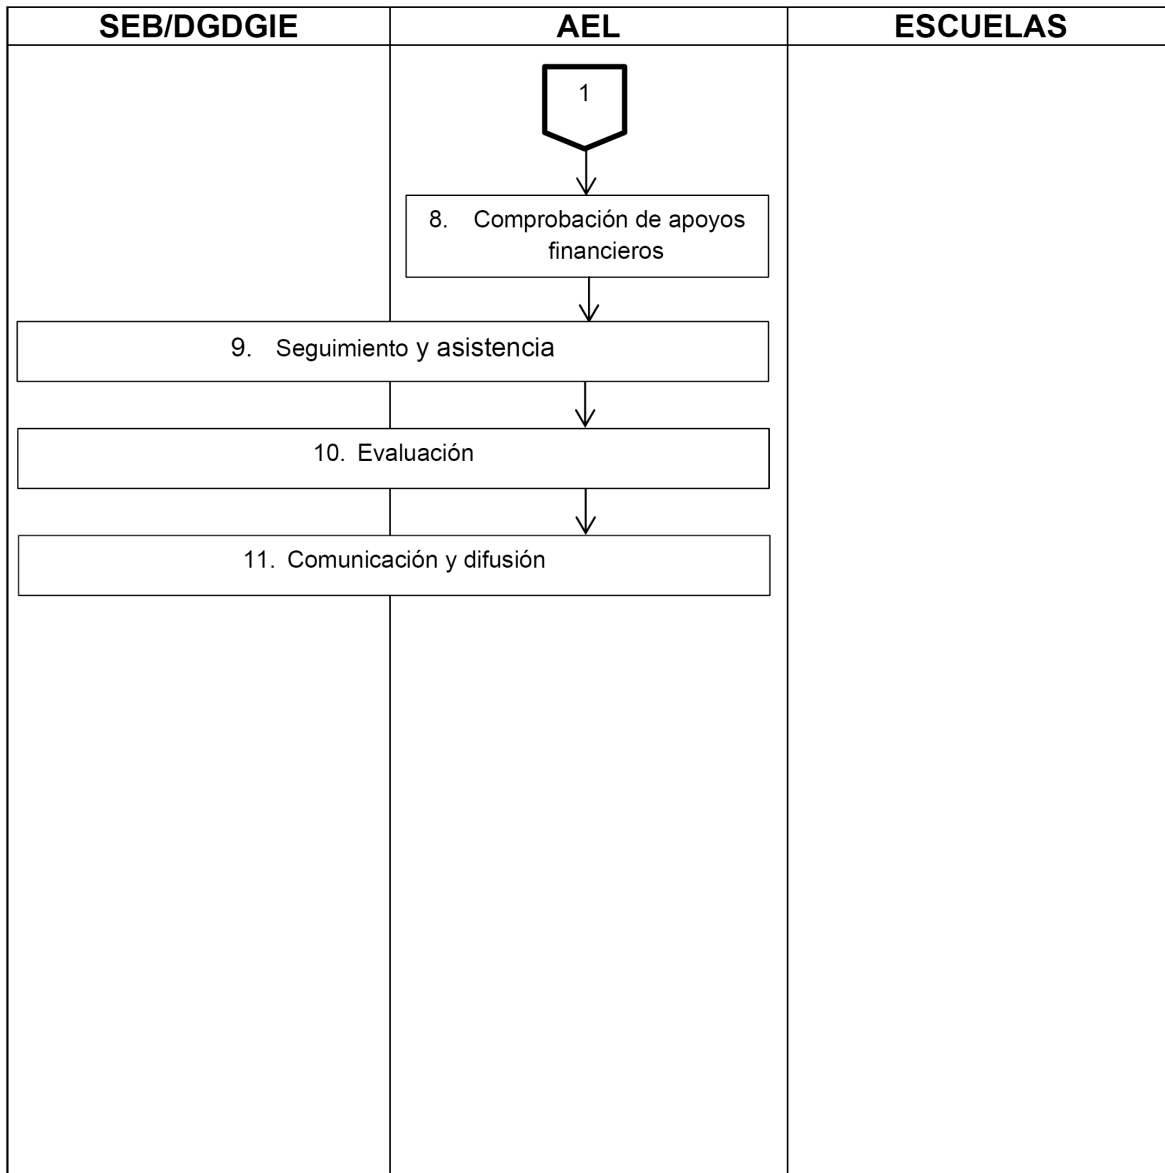 SEB/DGDGIE AEL ESCUELAS
1
8. Comprobación de apoyos
financieros
9. Seguimiento y asistencia
10. Evaluación
11. Comunicación y difusión